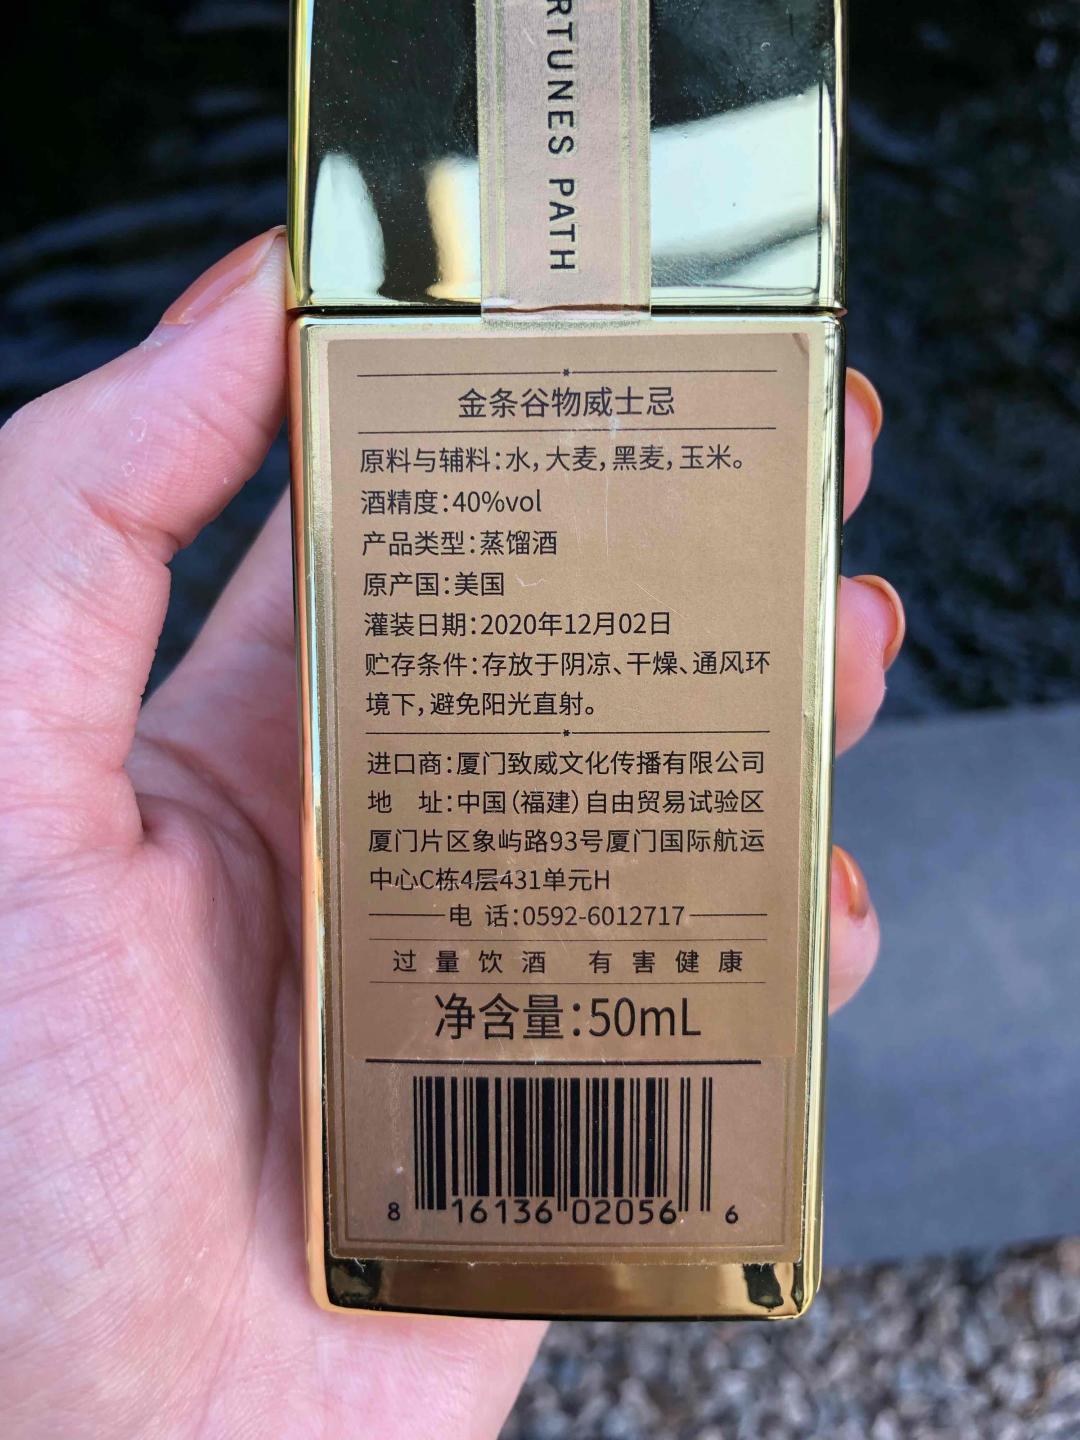 RTUNES PATH
金条谷物威士忌
原料与辅料：水，大麦，黑麦，玉米。
酒精度：40%vol
产品类型：蒸馏酒
原产国：美国
灌装日期：2020年12月02日
贮存条件：存放于阴凉、干燥、通风环
境下，避免阳光直射。
进口商：厦门致威文化传播有限公司
地 址：中国（福建）自由贸易试验区
厦门片区象屿路93号厦门国际航运
中心C栋4层431单元H
电 话：0592-6012717
过量饮酒 有害健康
净含量：50mL
8 16136 02056 6